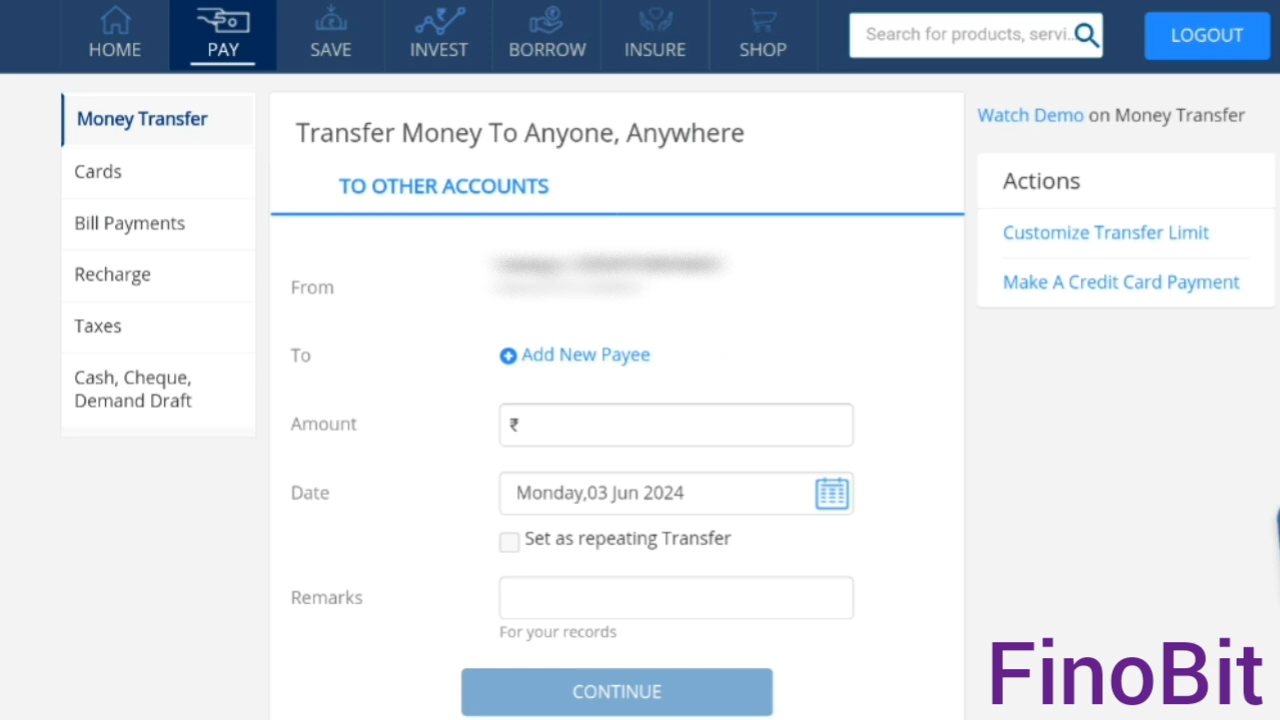 HOME
PAY
SAVE
INVEST
BORROW
INSURE
SHOP
Search for products, servi..
LOGOUT
Money Transfer
Cards
Bill Payments
Recharge
Taxes
Cash, Cheque,
Demand Draft
Transfer Money To Anyone, Anywhere
TO OTHER ACCOUNTS
From
To
Add New Payee
Amount
₹
Date
Monday,03 Jun 2024
Set as repeating Transfer
Remarks
For your records
CONTINUE
Watch Demo on Money Transfer
Actions
Customize Transfer Limit
Make A Credit Card Payment
FinoBit